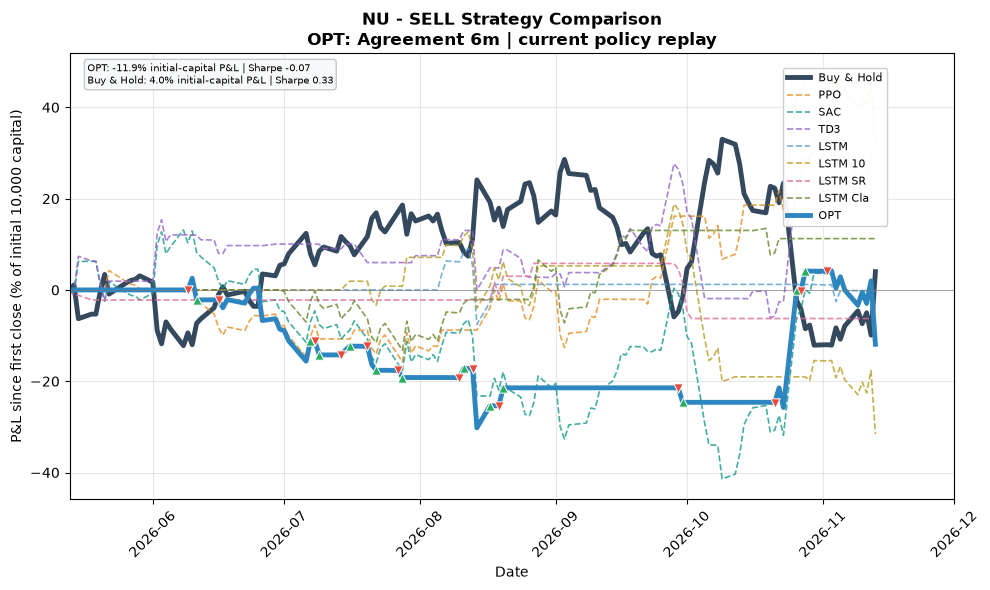 NU - SELL Strategy Comparison
OPT: Agreement 6m | current policy replay
OPT: -11.9% initial-capital P&L | Sharpe -0.07
Buy & Hold: 4.0% initial-capital P&L | Sharpe 0.33
Buy & Hold
PPO
SAC
TD3
LSTM
LSTM 10
LSTM SR
LSTM Cla
OPT
P&L since first close (% of initial 10,000 capital)
40
20
0
−20
−40
2026-06
2026-07
2026-08
2026-09
2026-10
2026-11
2026-12
Date